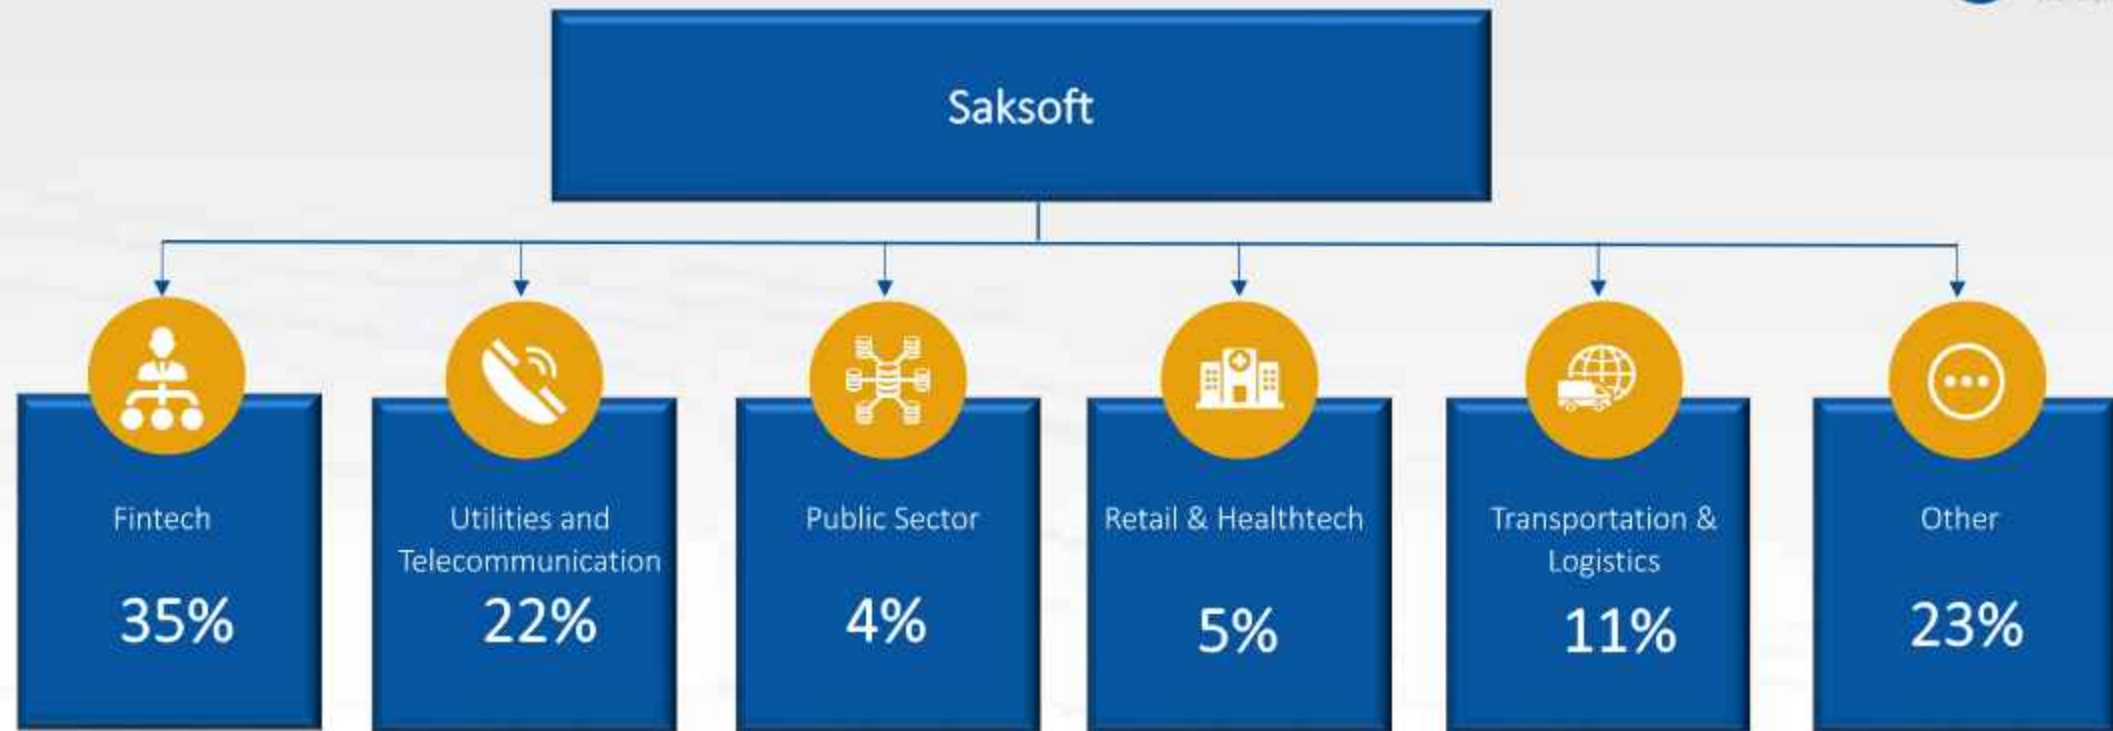 Saksoft
Fintech
35%
Utilities and
Telecommunication
22%
Public Sector
4%
Retail & Healthtech
5%
Transportation &
Logistics
11%
Other
23%